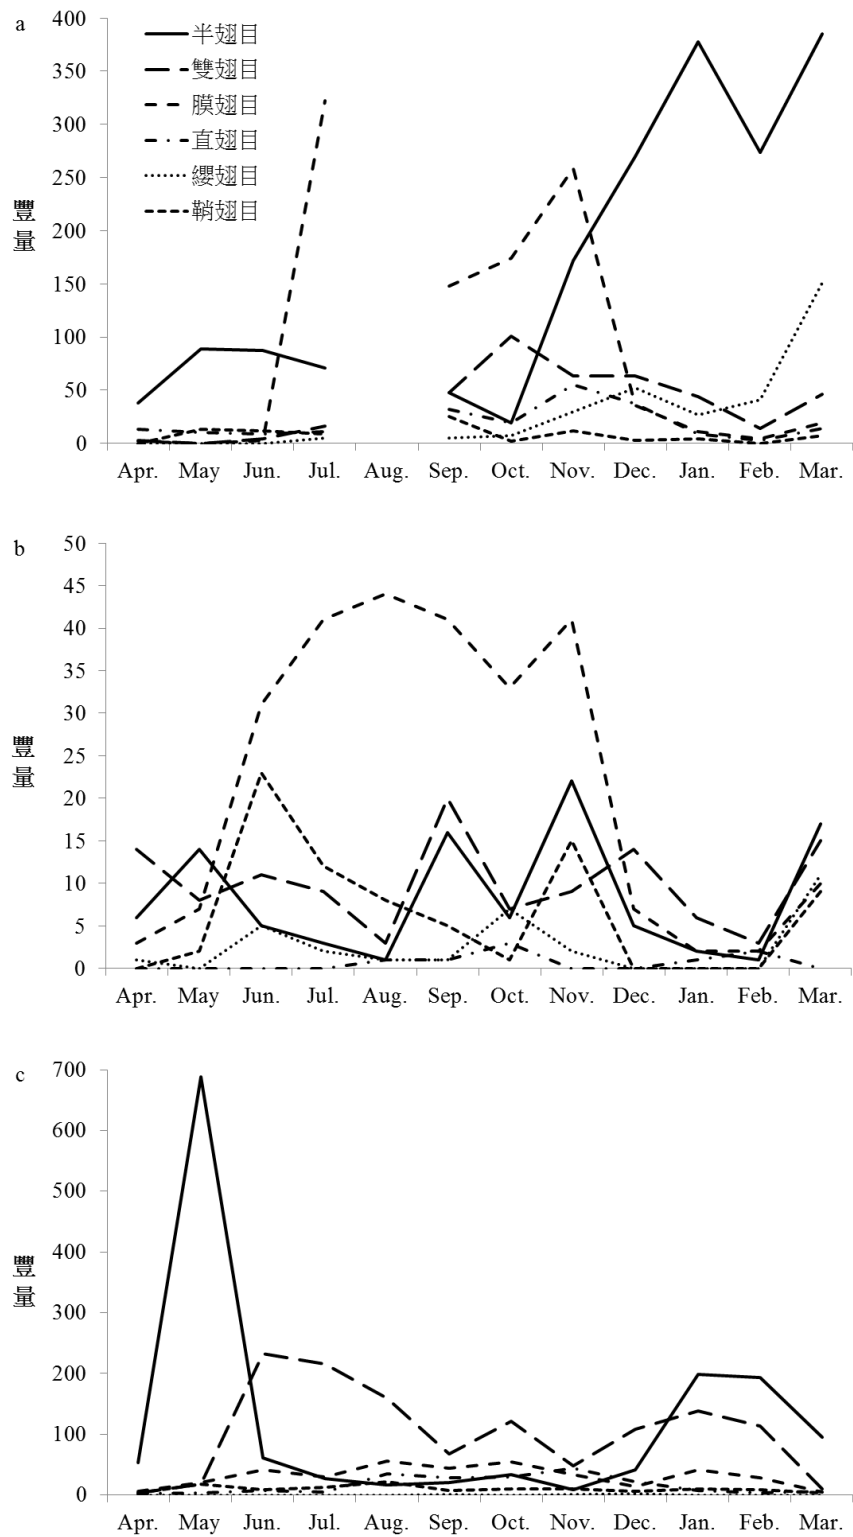 a
400
350
300
250
200
150
100
50
0
豐量
半翅目
雙翅目
膜翅目
直翅目
纓翅目
鞘翅目
Apr. May Jun. Jul. Aug. Sep. Oct. Nov. Dec. Jan. Feb. Mar.
b
50
45
40
35
30
25
20
15
10
5
0
豐量
Apr. May Jun. Jul. Aug. Sep. Oct. Nov. Dec. Jan. Feb. Mar.
c
700
600
500
400
300
200
100
0
豐量
Apr. May Jun. Jul. Aug. Sep. Oct. Nov. Dec. Jan. Feb. Mar.